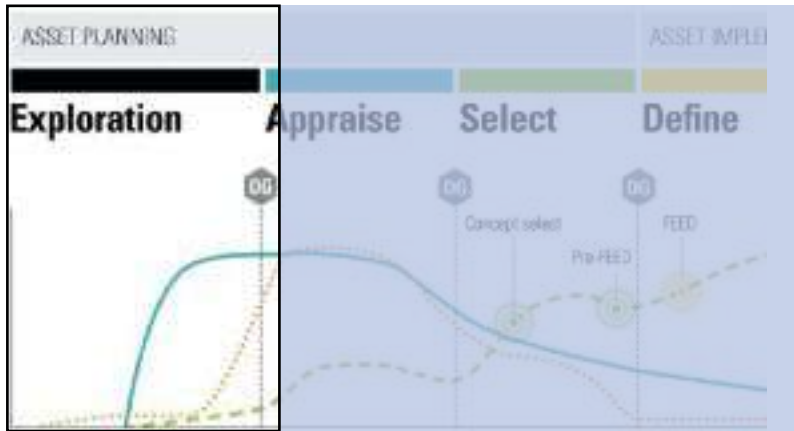 ASSET PLANNING
ASSET IMPLE
Exploration
Appraise
Select
Define
DG
DG
DG
Concept select
FEED
Pre-FEED